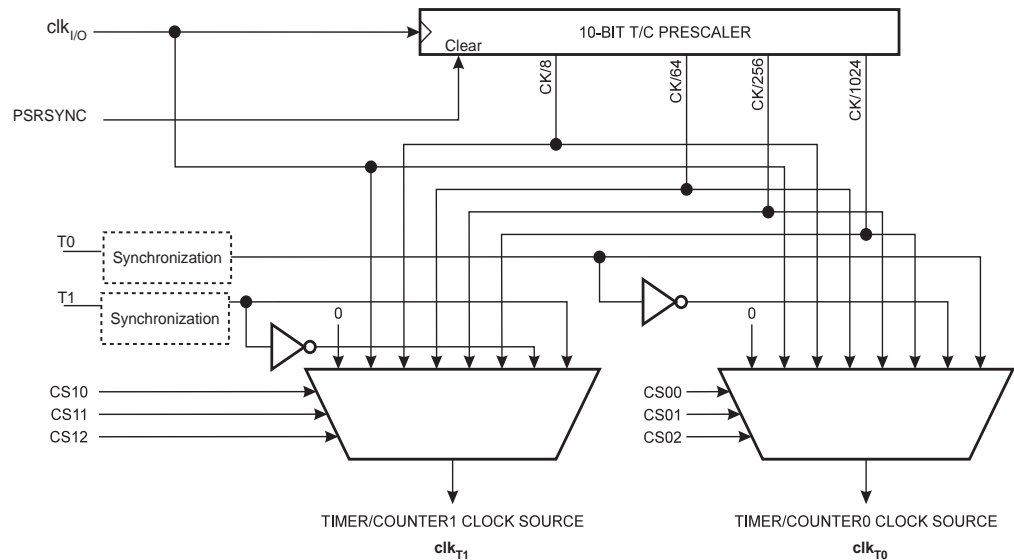 clkI/O
10-BIT T/C PRESCALER
Clear
CK/8
CK/64
CK/256
CK/1024
PSRSYNC
T0
Synchronization
T1
Synchronization
0
0
CS10
CS11
CS12
CS00
CS01
CS02
TIMER/COUNTER1 CLOCK SOURCE
clkT1
TIMER/COUNTER0 CLOCK SOURCE
clkT0